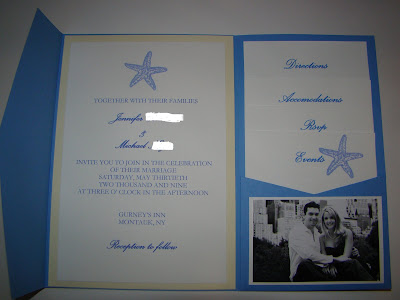 TOGETHER WITH THEIR FAMILIES
Jennifer
&
Michael
INVITE YOU TO JOIN IN THE CELEBRATION
OF THEIR MARRIAGE
SATURDAY, MAY THIRTIETH
TWO THOUSAND AND NINE
AT THREE O'CLOCK IN THE AFTERNOON
GURNEY'S INN
MONTAUK, NY
Reception to follow
Directions
Accomodations
Rsvp
Events